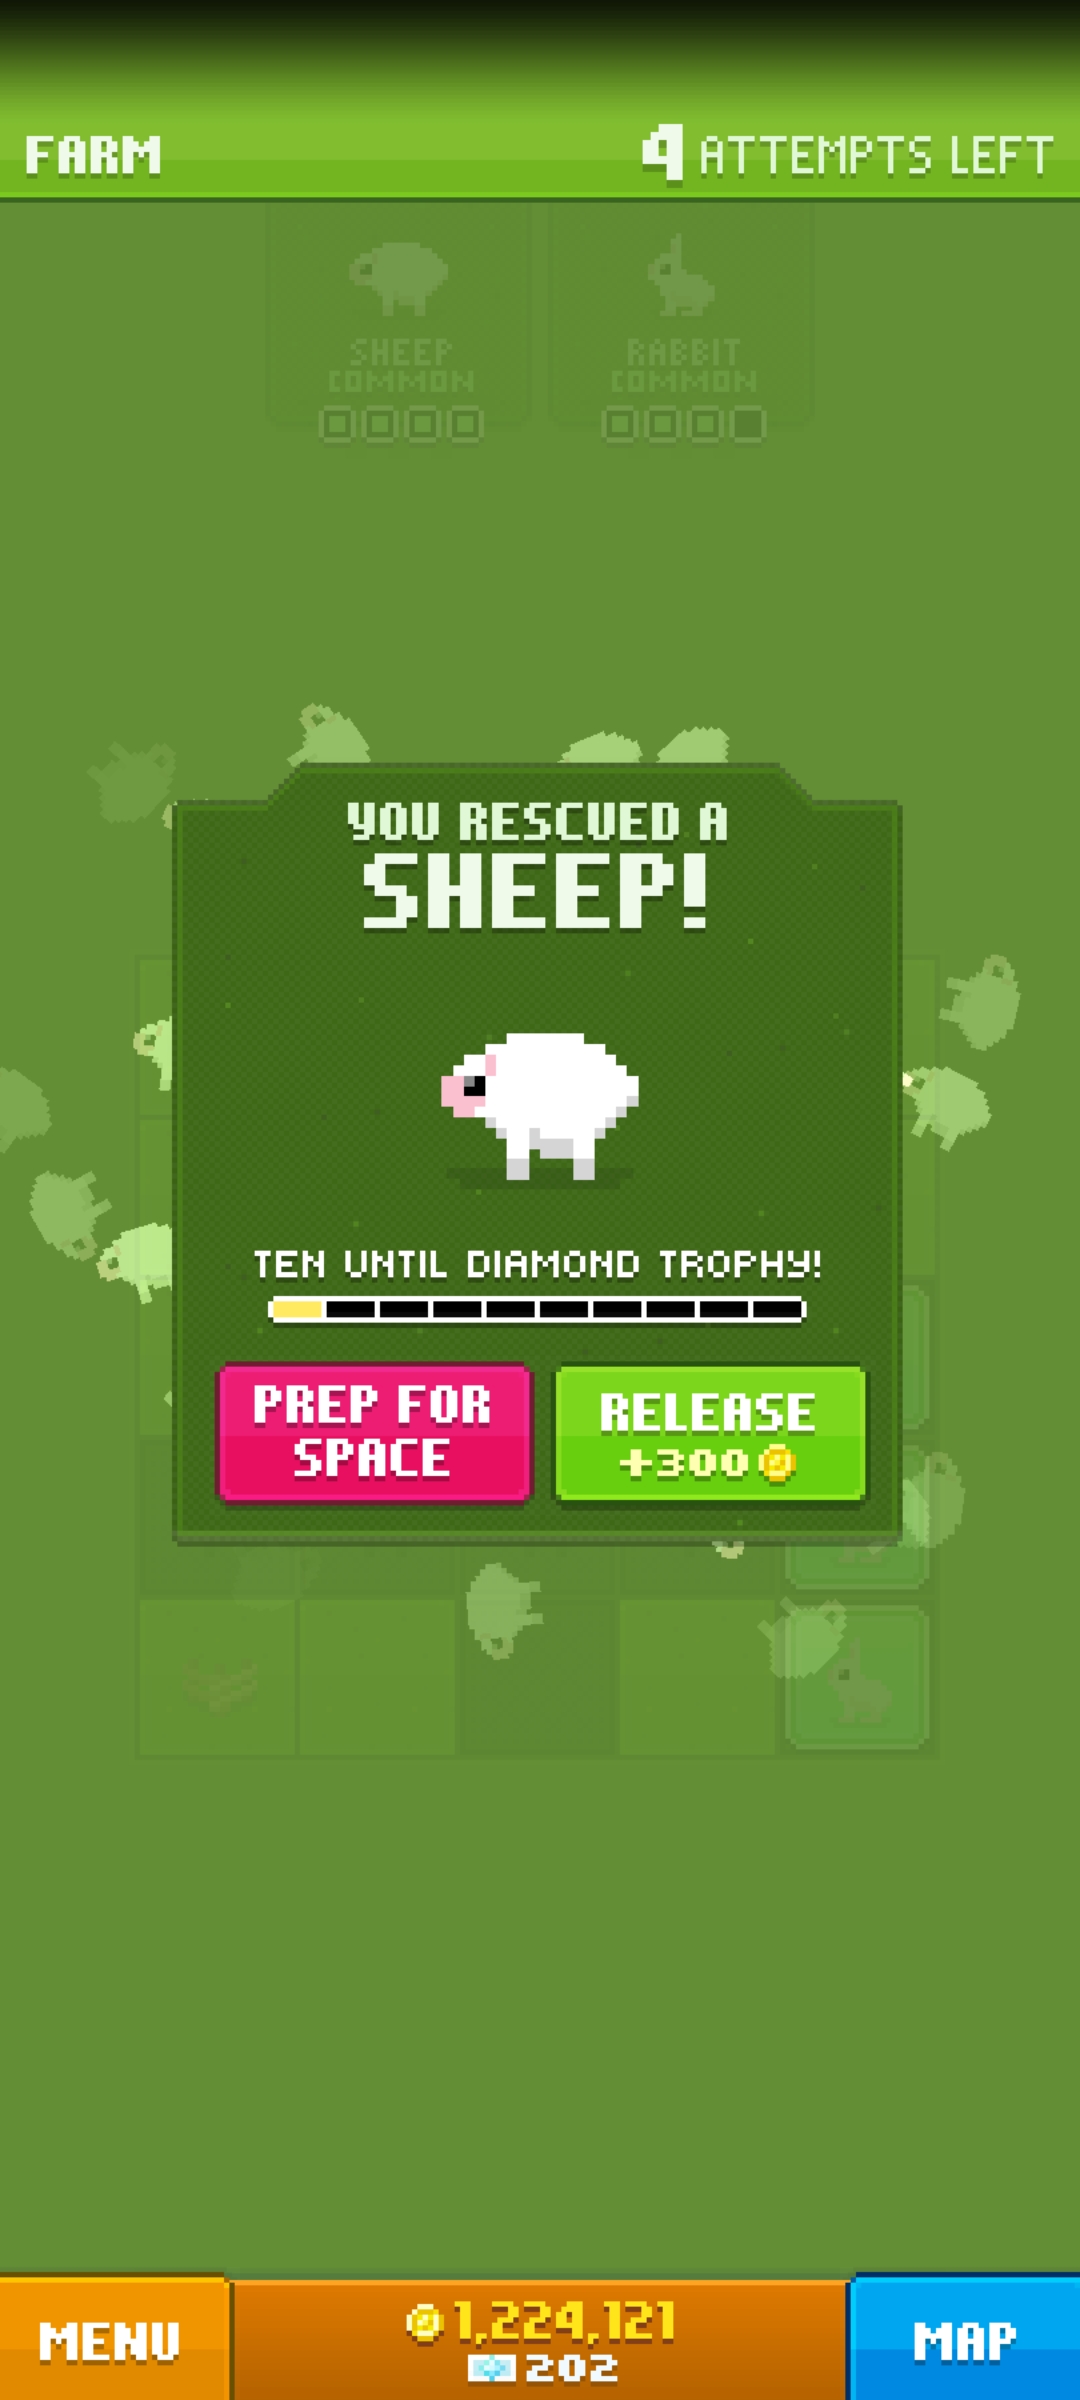 FARM
4 ATTEMPTS LEFT
SHEEP
COMMON
RABBIT
COMMON
YOU RESCUED A
SHEEP!
TEN UNTIL DIAMOND TROPHY!
PREP FOR
SPACE
RELEASE
+300
MENU
1,224,121
202
MAP